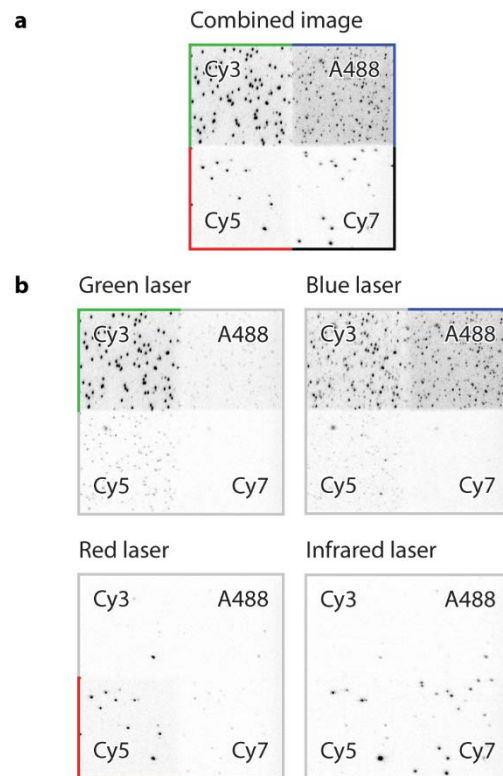 a
Combined image
Cy3 A488
Cy5 Cy7
b
Green laser Blue laser
Cy3 A488 Cy3 A488
Cy5 Cy7 Cy5 Cy7
Red laser Infrared laser
Cy3 A488 Cy3 A488
Cy5 Cy7 Cy5 Cy7